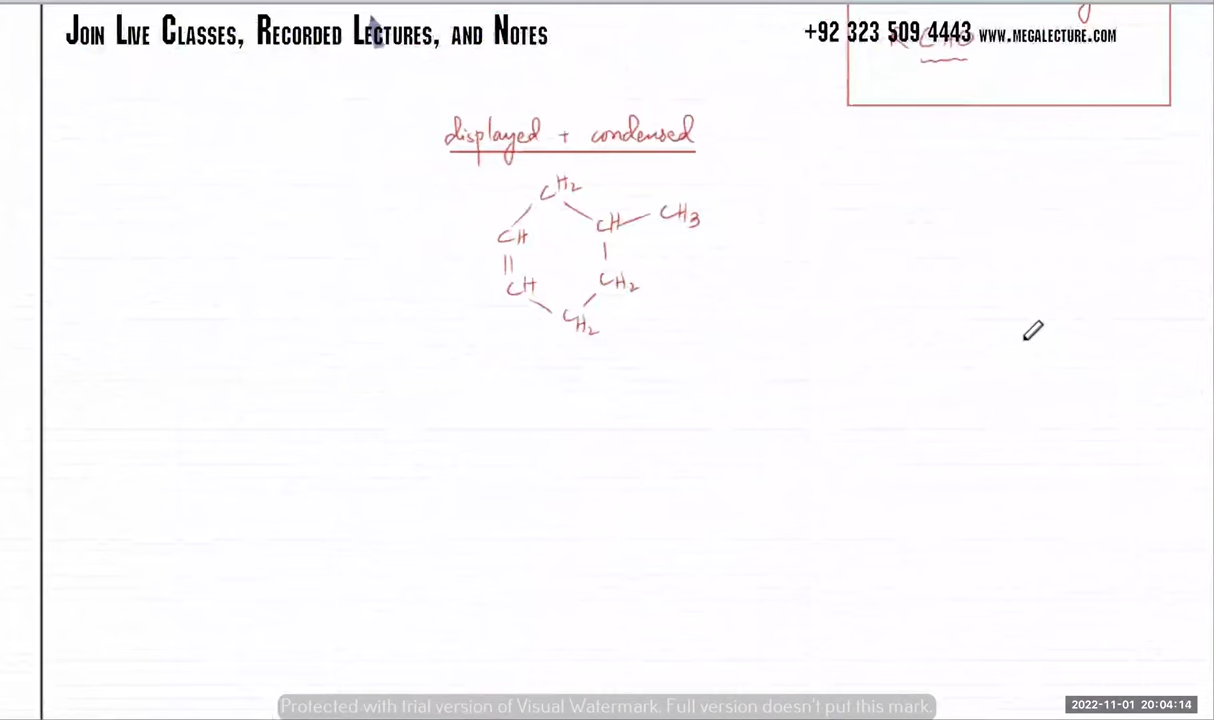 JOIN LIVE CLASSES, RECORDED LECTURES, AND NOTES
+92 323 509 4443 WWW.MEGALECTURE.COM
displayed + condensed
CH2
CH CH3
CH
CH CH2
CH2
Protected with trial version of Visual Watermark. Full version doesn't put this mark.
2022-11-01 20:04:14